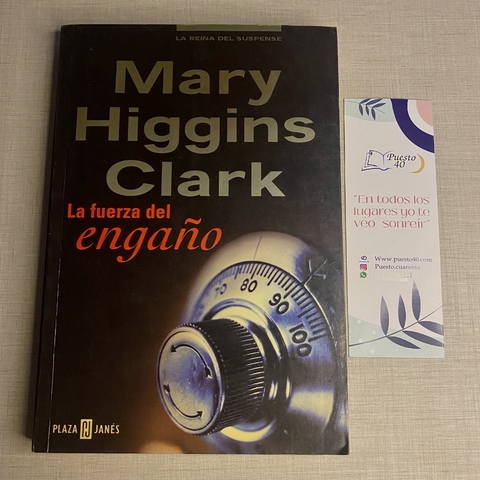 LA REINA DEL SUSPENSE
Mary
Higgins
Clark
La fuerza del
engaño
70 80 90 100
PLAZA PJ JANÉS
Puesto
40
"En todos los
lugares yo te
veo sonreír"
Www.puesto40.com
Puesto.cuarenta